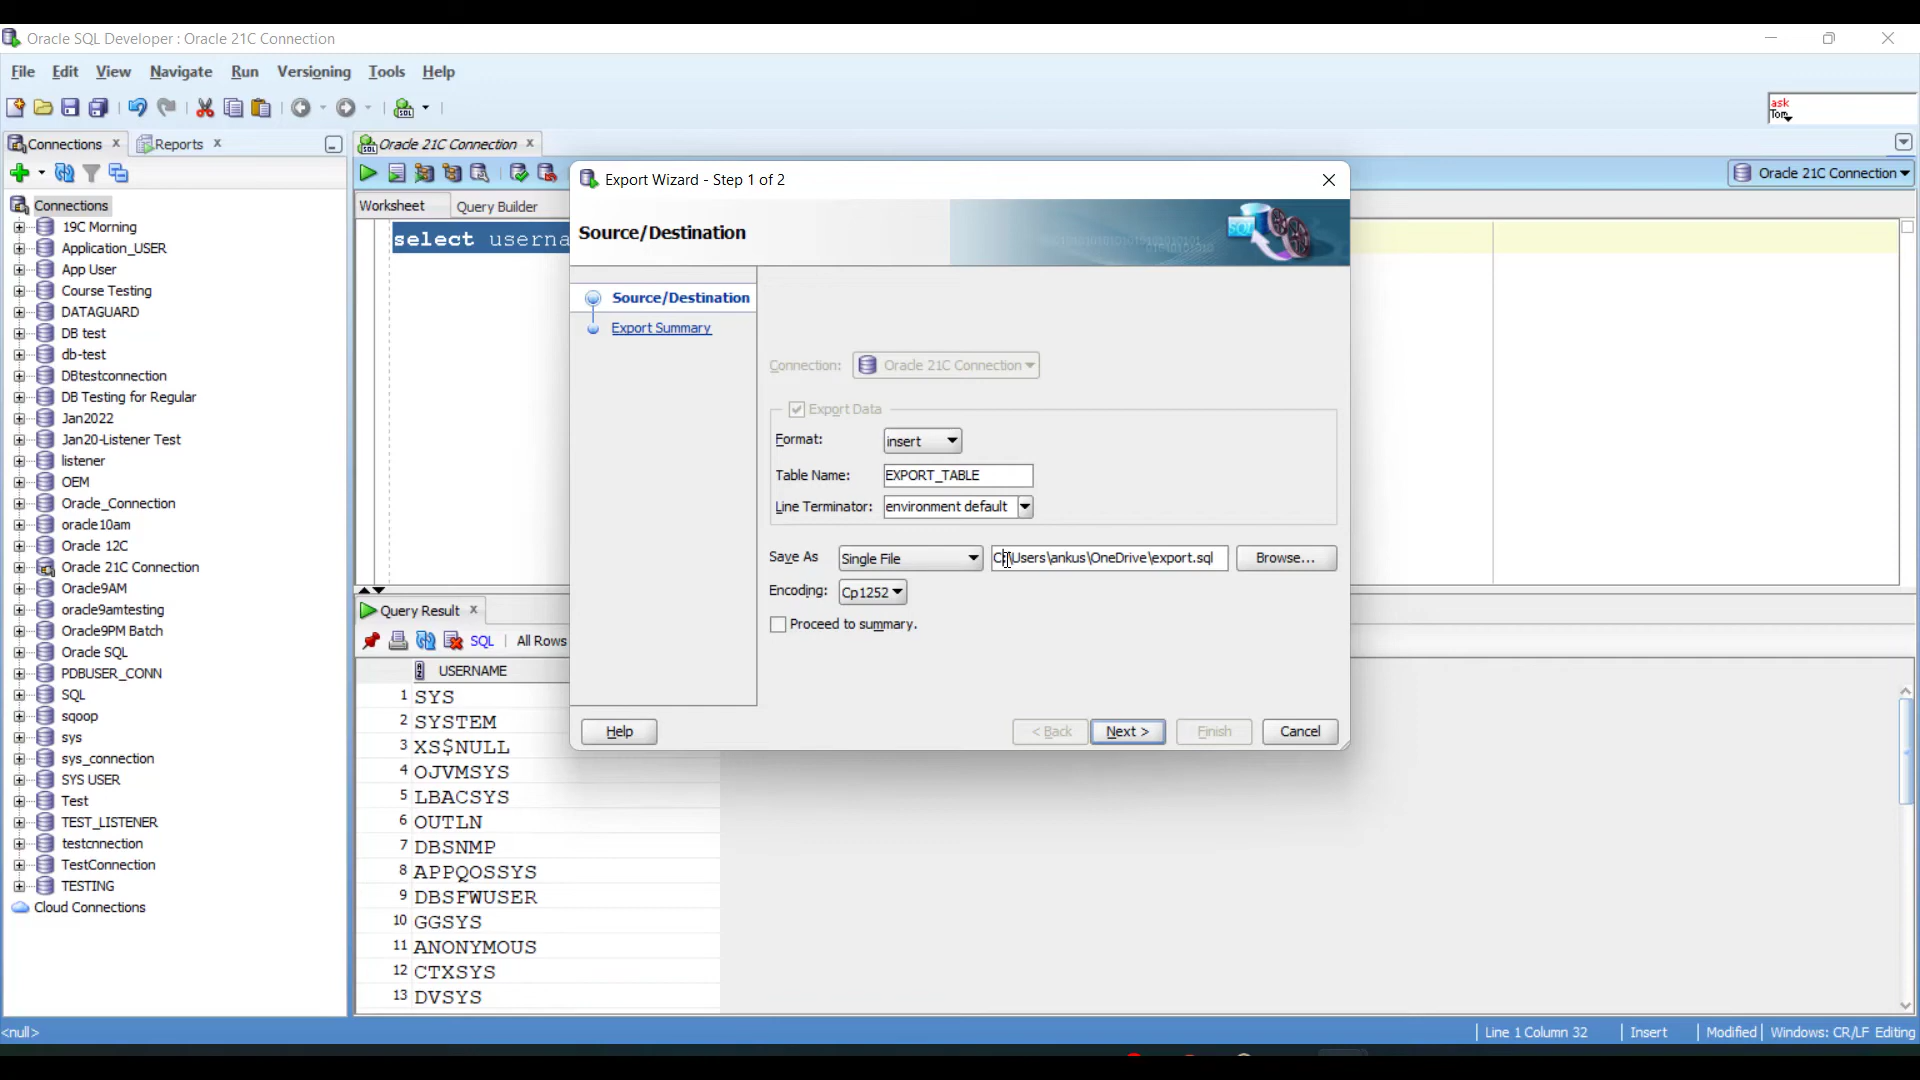 Oracle SQL Developer : Oracle 21C Connection
File Edit View Navigate Run Versioning Tools Help
ask
Tom
Connections
Reports
Oracle 21C Connection
Oracle 21C Connection
Worksheet
Query Builder
select userna
Connections
19C Morning
Application_USER
App User
Course Testing
DATAGUARD
DB test
db-test
DBtestconnection
DB Testing for Regular
Jan2022
Jan20-Listener Test
listener
OEM
Oracle_Connection
oracle10am
Oracle 12C
Oracle 21C Connection
Oracle9AM
oracle9amtesting
Oracle9PM Batch
Oracle SQL
PDBUSER_CONN
SQL
sqoop
sys
sys_connection
SYS USER
Test
TEST_LISTENER
testcnnection
TestConnection
TESTING
Cloud Connections
Export Wizard - Step 1 of 2
Source/Destination
Source/Destination
Export Summary
Connection: Oracle 21C Connection
Export Data
Format: insert
Table Name: EXPORT_TABLE
Line Terminator: environment default
Save As Single File C:\Users\ankus\OneDrive\export.sql Browse...
Encoding: Cp1252
Proceed to summary.
Help < Back Next > Finish Cancel
Query Result
SQL All Rows
USERNAME
1 SYS
2 SYSTEM
3 XS$NULL
4 OJVMSYS
5 LBACSYS
6 OUTLN
7 DBSNMP
8 APPQOSSYS
9 DBSFWUSER
10 GGSYS
11 ANONYMOUS
12 CTXSYS
13 DVSYS
<null>
Line 1 Column 32 Insert Modified Windows: CR/LF Editing